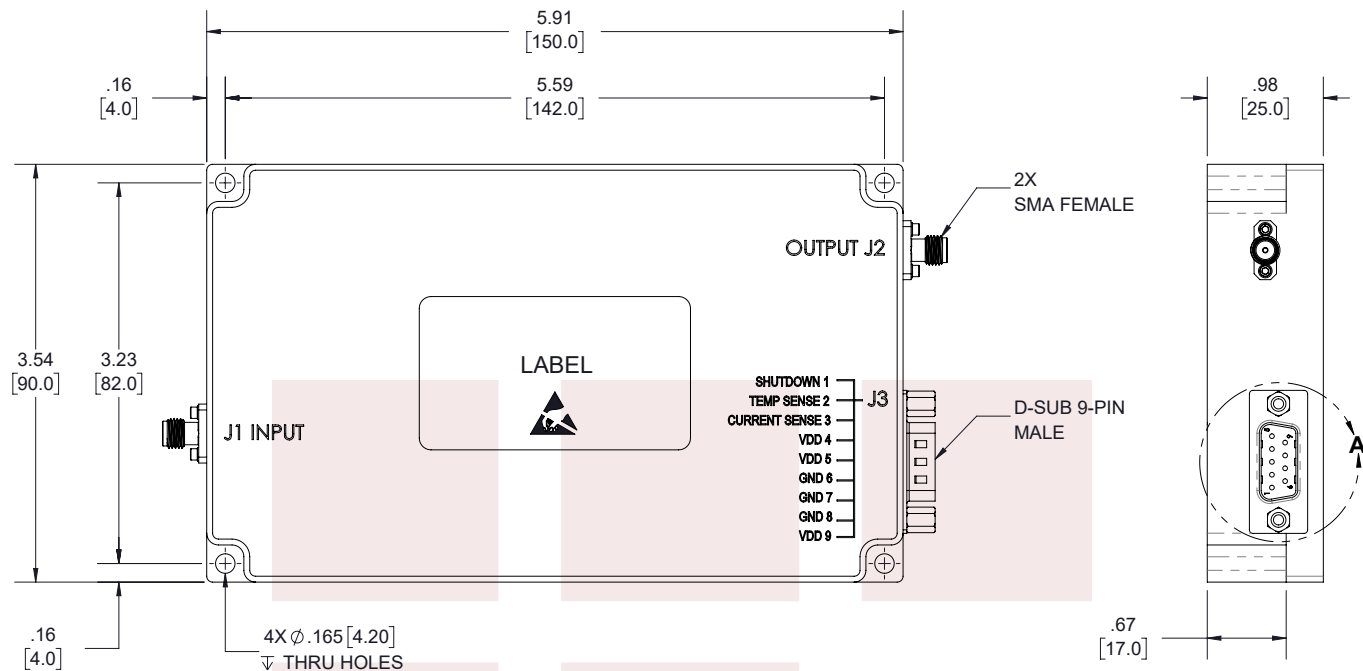 5.91
[150.0]
.16
[4.0]
5.59
[142.0]
.98
[25.0]
2X
SMA FEMALE
OUTPUT J2
3.54
[90.0]
3.23
[82.0]
LABEL
SHUTDOWN 1
TEMP SENSE 2
J3
CURRENT SENSE 3
D-SUB 9-PIN
MALE
J1 INPUT
VDD 4
VDD 5
GND 6
GND 7
GND 8
VDD 9
A
.16
[4.0]
4X ⌀ .165 [4.20]
↧ THRU HOLES
.67
[17.0]